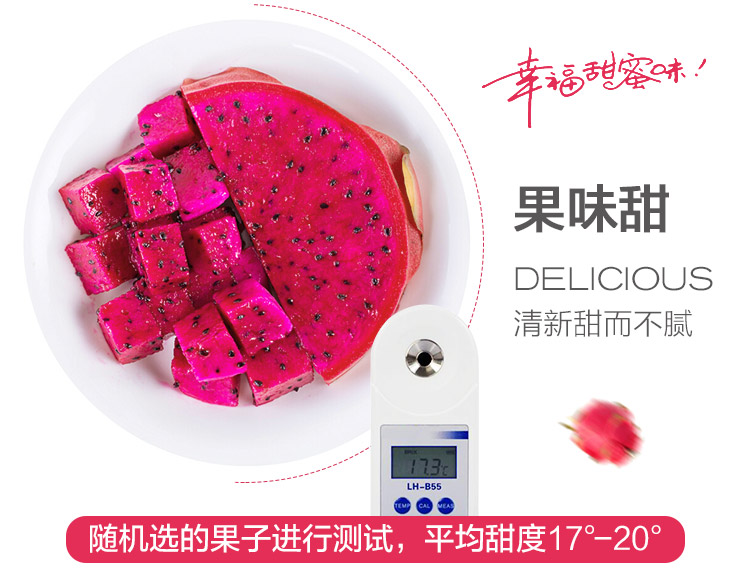 幸福甜蜜味！
果味甜
DELICIOUS
清新甜而不腻
17.3℃
LH-B55
TEMP CAL MEAS
随机选的果子进行测试，平均甜度17°-20°